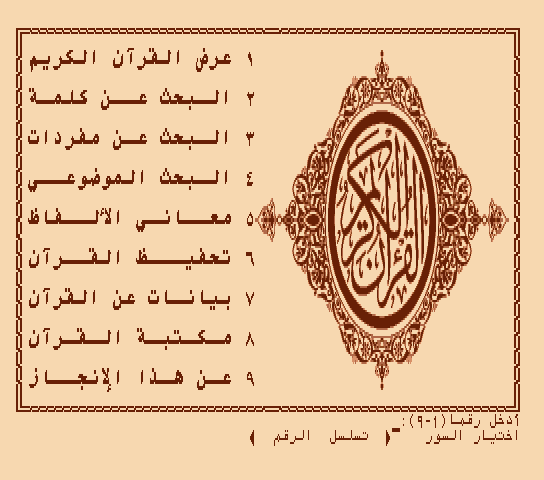 ١ عرض القرآن الكريم
٢ البحث عن كلمة
٣ البحث عن مفردات
٤ البحث الموضوعي
٥ معاني الألفاظ
٦ تحفيظ القرآن
٧ بيانات عن القرآن
٨ مكتبة القرآن
٩ عن هذا الإنجاز
القرآن الكريم
أدخل رقما (١-٩):
اختيار السور تسلسل الرقم